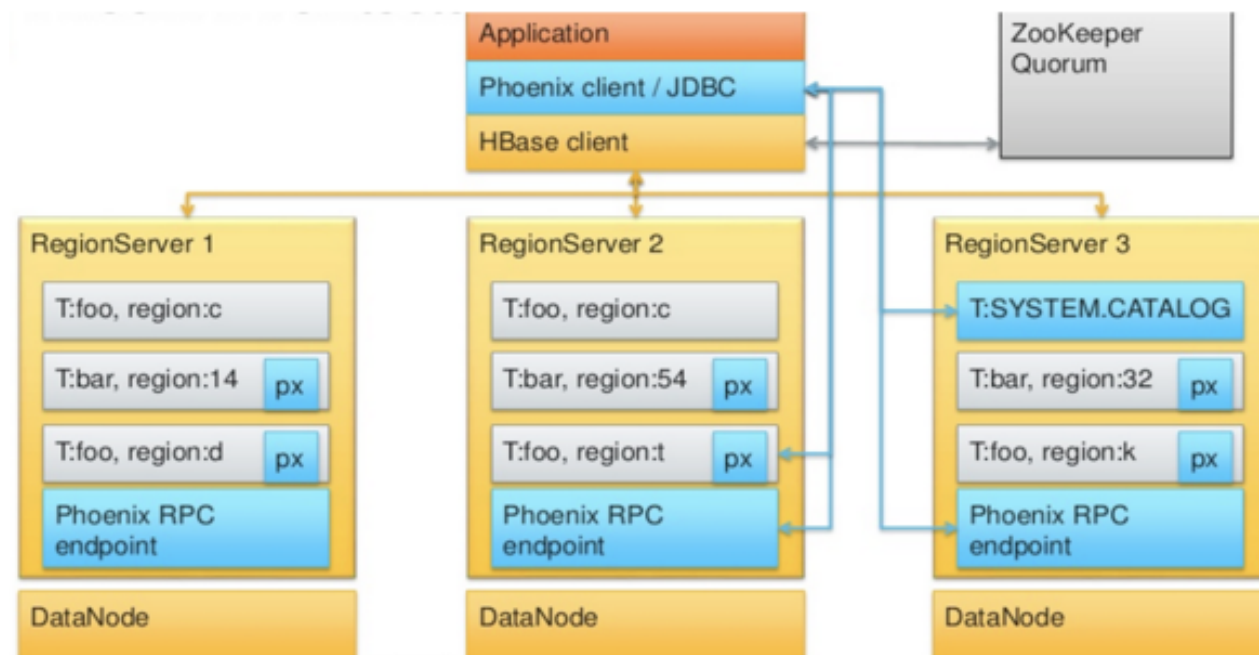 Application
Phoenix client / JDBC
HBase client
ZooKeeper
Quorum
RegionServer 1
T:foo, region:c
T:bar, region:14
px
T:foo, region:d
px
Phoenix RPC
endpoint
DataNode
RegionServer 2
T:foo, region:c
T:bar, region:54
px
T:foo, region:t
px
Phoenix RPC
endpoint
DataNode
RegionServer 3
T:SYSTEM.CATALOG
T:bar, region:32
px
T:foo, region:k
px
Phoenix RPC
endpoint
DataNode